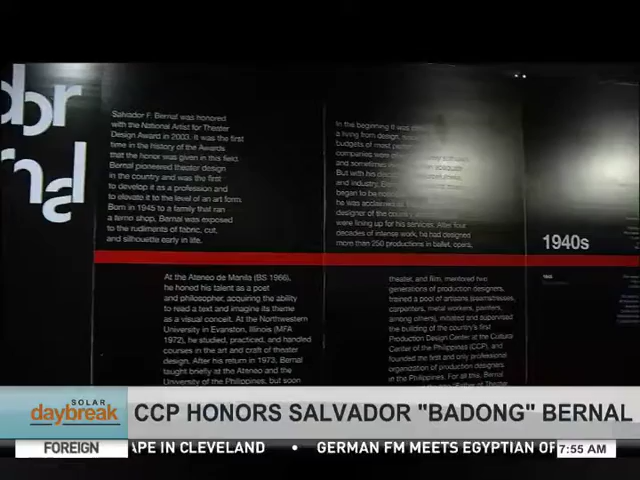 dor
nal
Salvador F. Bernal was honored
with the National Artist for Theater
Design Award in 2003. It was the first
time in the history of the Awards
that the honor was given in this field.
Bernal pioneered theater design
in the country and was the first
to develop it as a profession and
to elevate it to the level of an art form.
Born in 1945 to a family that ran
a terno shop, Bernal was exposed
to the rudiments of fabric, cut,
and silhouette early in life.
At the Ateneo de Manila (BS 1966),
he honed his talent as a poet
and philosopher, acquiring the ability
to read a text and imagine its theme
as a visual concept. At the Northwestern
University in Evanston, Illinois (MFA
1972), he studied, practiced, and handled
courses in the art and craft of theater
design. After his return in 1973, Bernal
taught briefly at the Ateneo and the
University of the Philippines, but soon
In the beginning it was
a living from design,
budgets of most
companies were
and sometimes
But with his
and industry,
began to be
he was acclaimed
designer of the
were lining up for his services. After four
decades of intense work, he had designed
more than 250 productions in ballet, opera,
theater, and film, mentored two
generations of production designers,
trained a pool of artisans (seamstresses,
carpenters, metal workers, painters,
among others), initiated and supervised
the building of the country's first
Production Design Center at the Cultural
Center of the Philippines (CCP), and
founded the first and only professional
organization of production designers
in the Philippines. For all this, Bernal
1940s
SOLAR
daybreak
CCP HONORS SALVADOR "BADONG" BERNAL
FOREIGN
APE IN CLEVELAND • GERMAN FM MEETS EGYPTIAN OF
7:55 AM